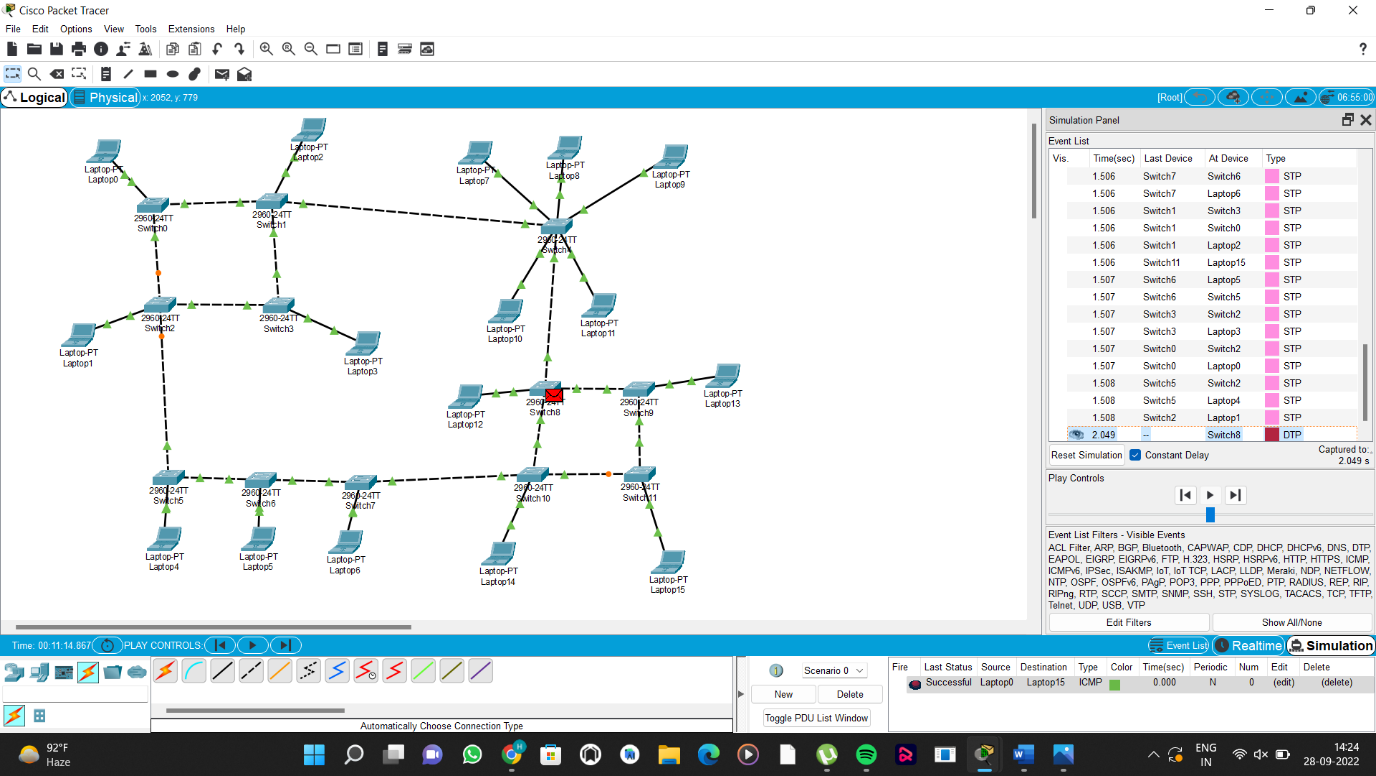 Cisco Packet Tracer
File Edit Options View Tools Extensions Help
?
Logical Physical x: 2052, y: 779 [Root] 06:55:00
Simulation Panel
Event List
Vis. Time(sec) Last Device At Device Type
1.506 Switch7 Switch6 STP
1.506 Switch7 Laptop6 STP
1.506 Switch1 Switch3 STP
1.506 Switch1 Switch0 STP
1.506 Switch1 Laptop2 STP
1.506 Switch11 Laptop15 STP
1.507 Switch6 Laptop5 STP
1.507 Switch6 Switch5 STP
1.507 Switch3 Switch2 STP
1.507 Switch3 Laptop3 STP
1.507 Switch0 Switch2 STP
1.507 Switch0 Laptop0 STP
1.508 Switch5 Switch2 STP
1.508 Switch5 Laptop4 STP
1.508 Switch2 Laptop1 STP
2.049 -- Switch8 DTP
Reset Simulation Constant Delay Captured to:
2.049 s
Play Controls
Event List Filters - Visible Events
ACL Filter, ARP, BGP, Bluetooth, CAPWAP, CDP, DHCP, DHCPv6, DNS, DTP,
EAPOL, EIGRP, EIGRPv6, FTP, H.323, HSRP, HSRPv6, HTTP, HTTPS, ICMP,
ICMPv6, IPSec, ISAKMP, IoT, IoT TCP, LACP, LLDP, Meraki, NDP, NETFLOW,
NTP, OSPF, OSPFv6, PAgP, POP3, PPP, PPPoED, PTP, RADIUS, REP, RIP,
RIPng, RTP, SCCP, SMTP, SNMP, SSH, STP, SYSLOG, TACACS, TCP, TFTP,
Telnet, UDP, USB, VTP
Edit Filters Show All/None
Laptop-PT
Laptop0
Laptop-PT
Laptop2
Laptop-PT
Laptop7
Laptop-PT
Laptop8
Laptop-PT
Laptop9
2960-24TT
Switch0
2960-24TT
Switch1
2960-24TT
Switch4
2960-24TT
Switch2
2960-24TT
Switch3
Laptop-PT
Laptop10
Laptop-PT
Laptop11
Laptop-PT
Laptop1
Laptop-PT
Laptop3
Laptop-PT
Laptop12
2960-24TT
Switch8
2960-24TT
Switch9
Laptop-PT
Laptop13
2960-24TT
Switch5
2960-24TT
Switch6
2960-24TT
Switch7
2960-24TT
Switch10
2960-24TT
Switch11
Laptop-PT
Laptop4
Laptop-PT
Laptop5
Laptop-PT
Laptop6
Laptop-PT
Laptop14
Laptop-PT
Laptop15
Time: 00:11:14.867 PLAY CONTROLS: Event List Realtime Simulation
Scenario 0
New Delete
Toggle PDU List Window
Fire Last Status Source Destination Type Color Time(sec) Periodic Num Edit Delete
Successful Laptop0 Laptop15 ICMP 0.000 N 0 (edit) (delete)
Automatically Choose Connection Type
92°F
Haze
H
ENG
IN
14:24
28-09-2022